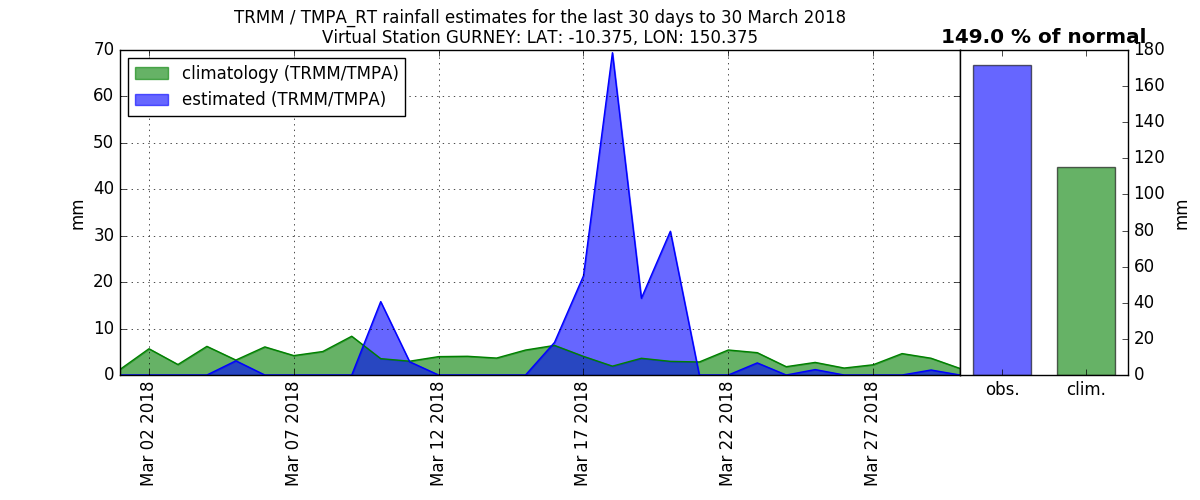 TRMM / TMPA_RT rainfall estimates for the last 30 days to 30 March 2018
Virtual Station GURNEY: LAT: -10.375, LON: 150.375
149.0 % of normal
climatology (TRMM/TMPA)
estimated (TRMM/TMPA)
mm
70
60
50
40
30
20
10
0
Mar 02 2018
Mar 07 2018
Mar 12 2018
Mar 17 2018
Mar 22 2018
Mar 27 2018
obs.
clim.
180
160
140
120
100
80
60
40
20
0
mm